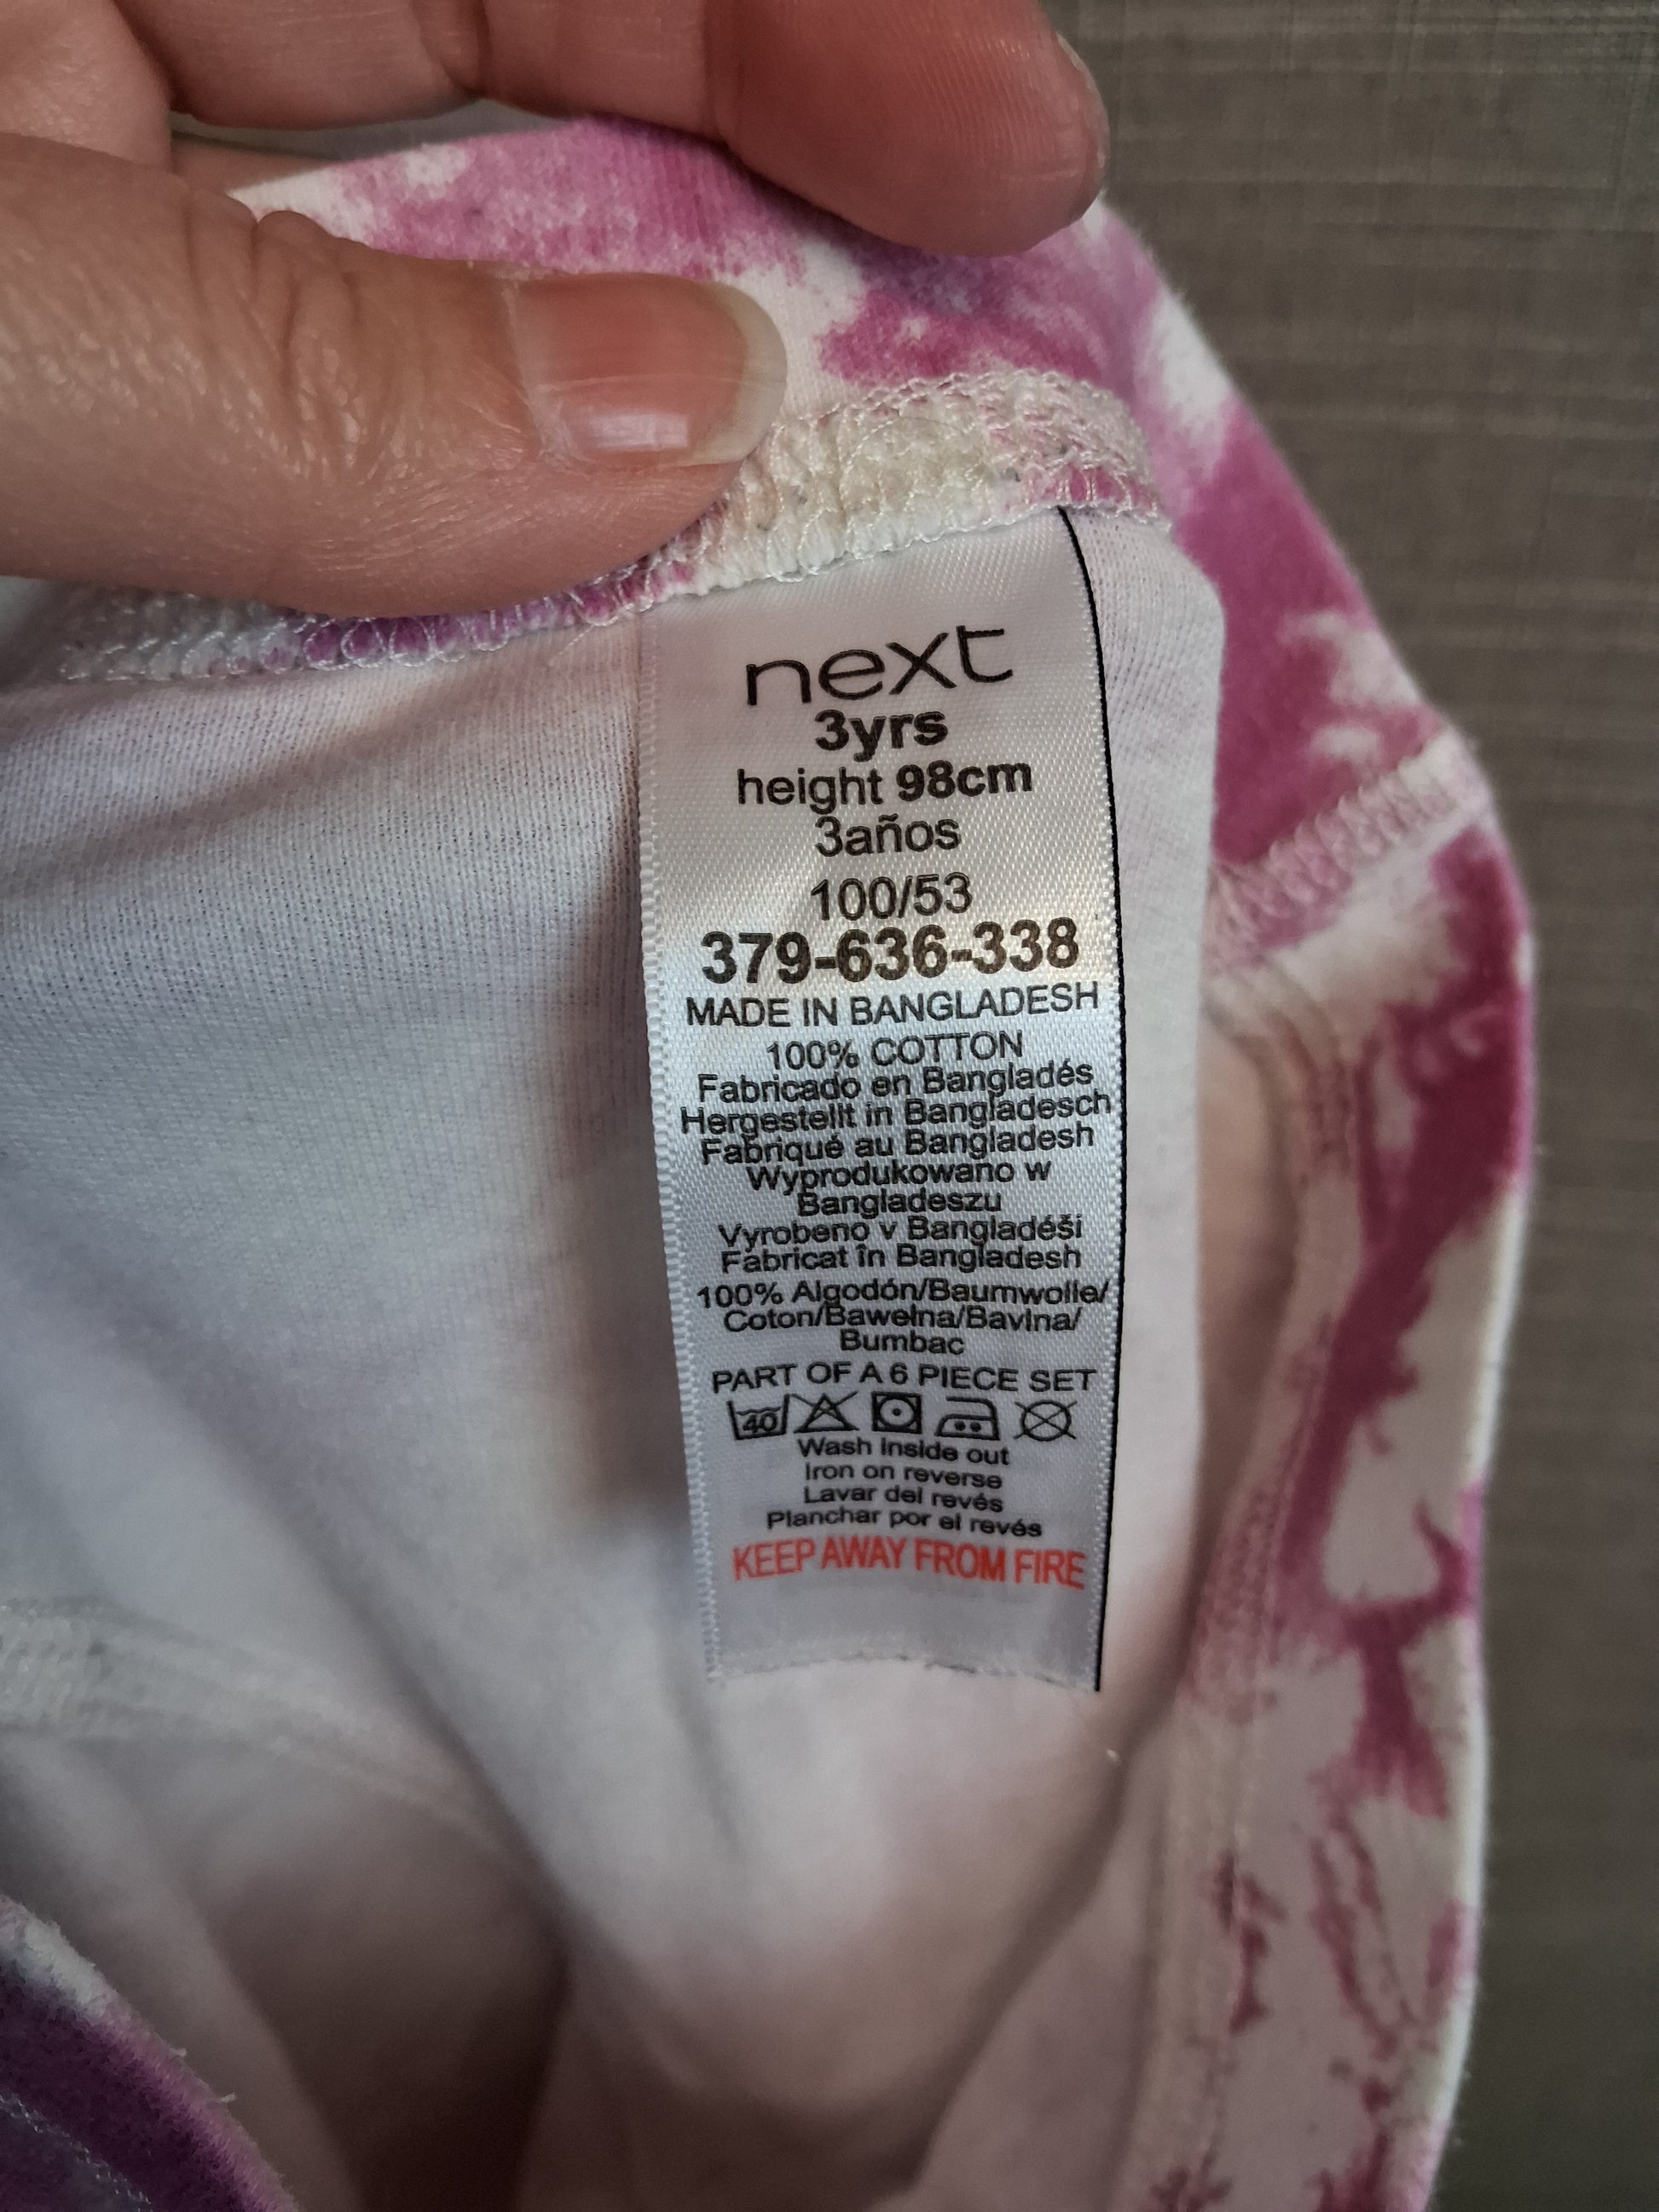 next
3yrs
height 98cm
3años
100/53
379-636-338
MADE IN BANGLADESH
100% COTTON
Fabricado en Bangladés
Hergestellt in Bangladesch
Fabriqué au Bangladesh
Wyprodukowano w
Bangladeszu
Vyrobeno v Bangladéši
Fabricat în Bangladesh
100% Algodón/Baumwolle/
Coton/Bawełna/Bavlna/
Bumbac
PART OF A 6 PIECE SET
40
Wash inside out
Iron on reverse
Lavar del revés
Planchar por el revés
KEEP AWAY FROM FIRE